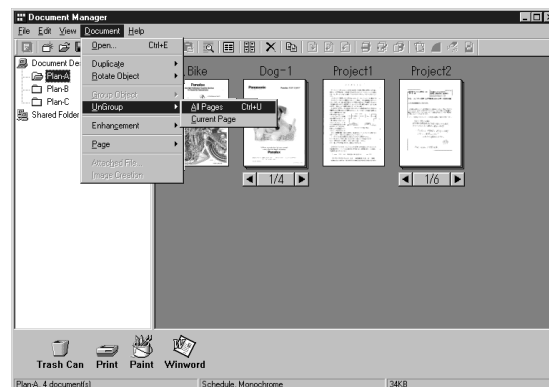 Document Manager
File Edit View Document Help
Open... Ctrl+E
Duplicate
Rotate Object
Group Object
UnGroup
Enhancement
Page
Attached File...
Image Creation
All Pages Ctrl+U
Current Page
Document De
Plan-A
Plan-B
Plan-C
Shared Folder
Bike
Dog-1
Project1
Project2
Panasonic
1/4
1/6
Trash Can
Print
Paint
Winword
Plan-A, 4 document(s)
Schedule, Monochrome
34KB